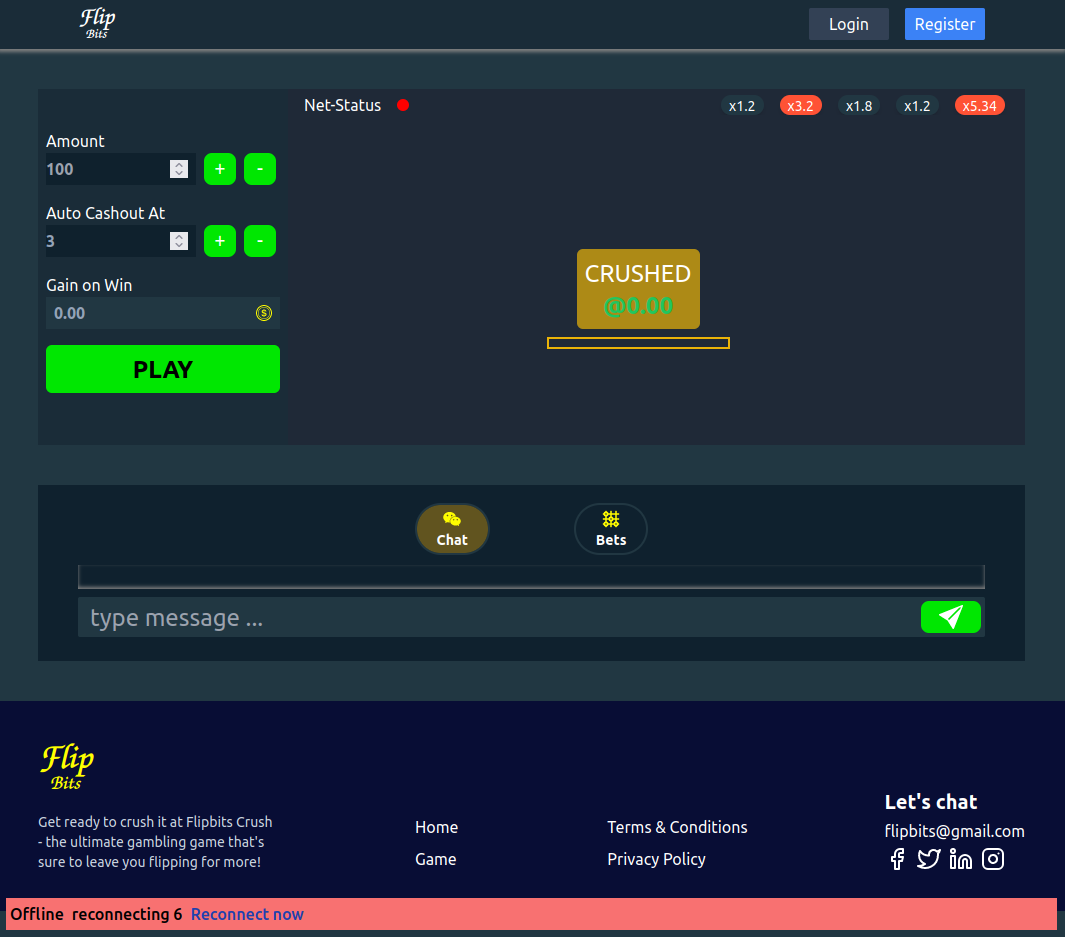 Flip
Bits
Login
Register
Net-Status
x1.2
x3.2
x1.8
x1.2
x5.34
Amount
100
+
-
Auto Cashout At
3
+
-
Gain on Win
0.00
PLAY
CRUSHED
@0.00
Chat
Bets
type message ...
Flip
Bits
Get ready to crush it at Flipbits Crush
- the ultimate gambling game that's
sure to leave you flipping for more!
Home
Game
Terms & Conditions
Privacy Policy
Let's chat
flipbits@gmail.com
Offline reconnecting 6 Reconnect now